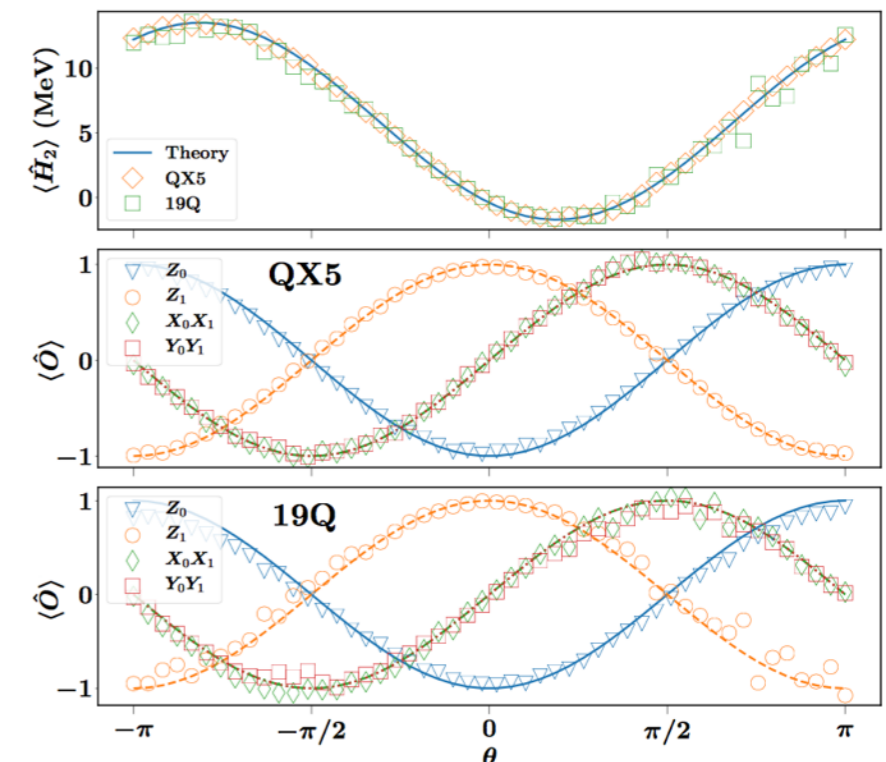 ⟨Ĥ₂⟩ (MeV)
10
5
0
Theory
QX5
19Q
QX5
⟨Ô⟩
1
0
−1
Z₀
Z₁
X₀X₁
Y₀Y₁
19Q
⟨Ô⟩
1
0
−1
Z₀
Z₁
X₀X₁
Y₀Y₁
−π
−π/2
0
π/2
π
θ